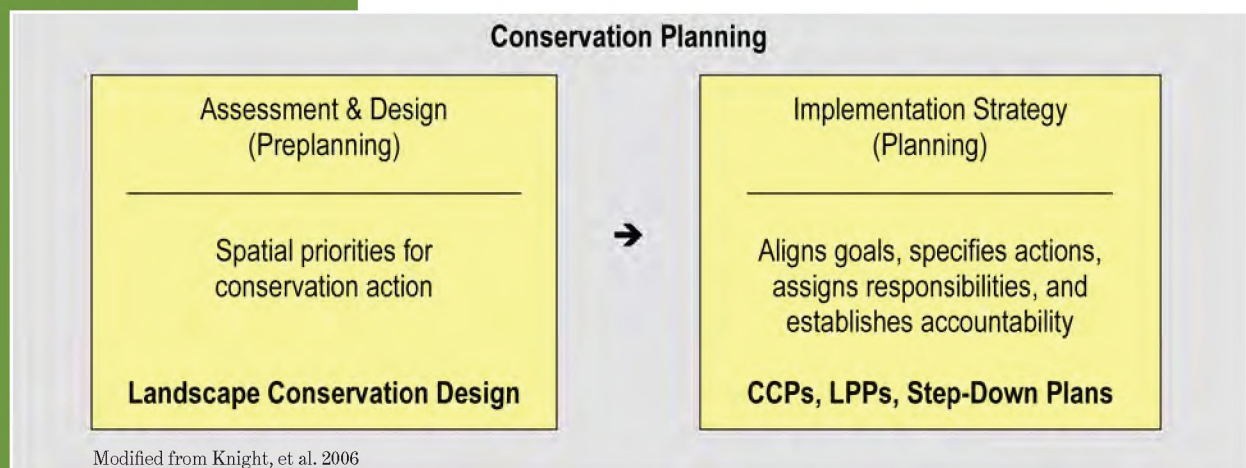 Conservation Planning
Assessment & Design
(Preplanning)
Spatial priorities for
conservation action
Landscape Conservation Design
➔
Implementation Strategy
(Planning)
Aligns goals, specifies actions,
assigns responsibilities, and
establishes accountability
CCPs, LPPs, Step-Down Plans
Modified from Knight, et al. 2006